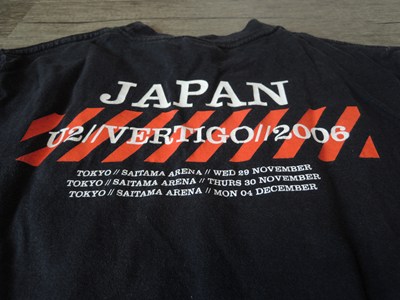 JAPAN
U2//VERTIGO//2006
TOKYO // SAITAMA ARENA // WED 29 NOVEMBER
TOKYO // SAITAMA ARENA // THURS 30 NOVEMBER
TOKYO // SAITAMA ARENA // MON 04 DECEMBER